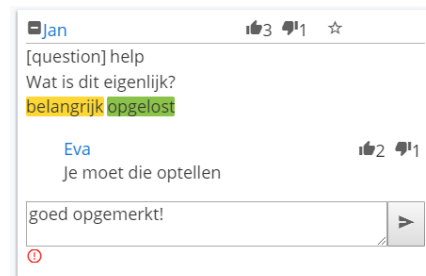 Jan 3 1
[question] help
Wat is dit eigenlijk?
belangrijk opgelost
Eva 2 1
Je moet die optellen
goed opgemerkt!